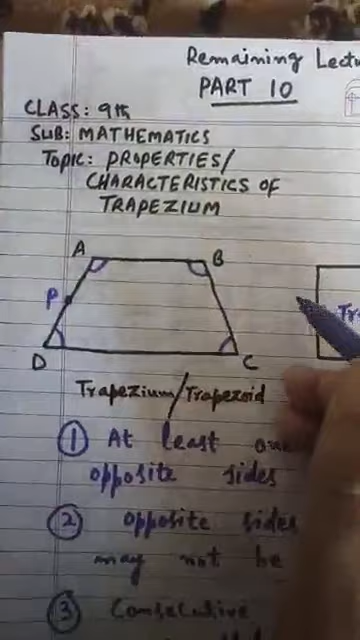 Remaining
PART 10
CLASS: 9th
SUB: MATHEMATICS
TOPIC: PROPERTIES/
CHARACTERISTICS OF
TRAPEZIUM
A
B
P
D
C
Trapezium/Trapezoid
1 At least
opposite sides
2 opposite sides
may not be
3 Consecutive